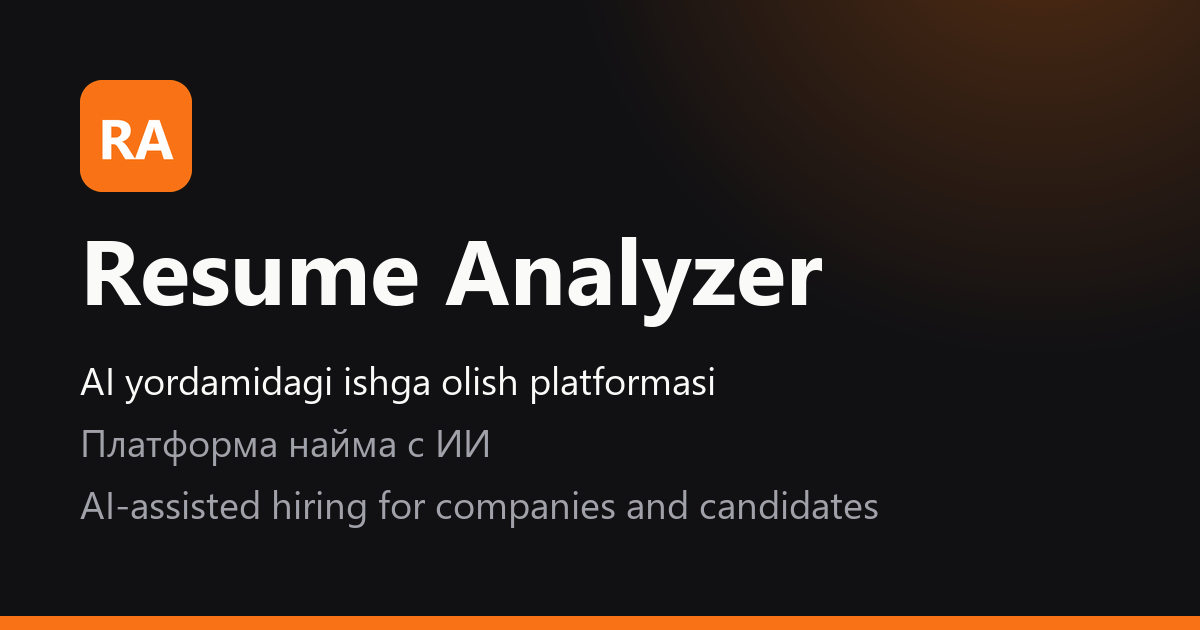 RA
Resume Analyzer
AI yordamidagi ishga olish platformasi
Платформа найма с ИИ
AI-assisted hiring for companies and candidates